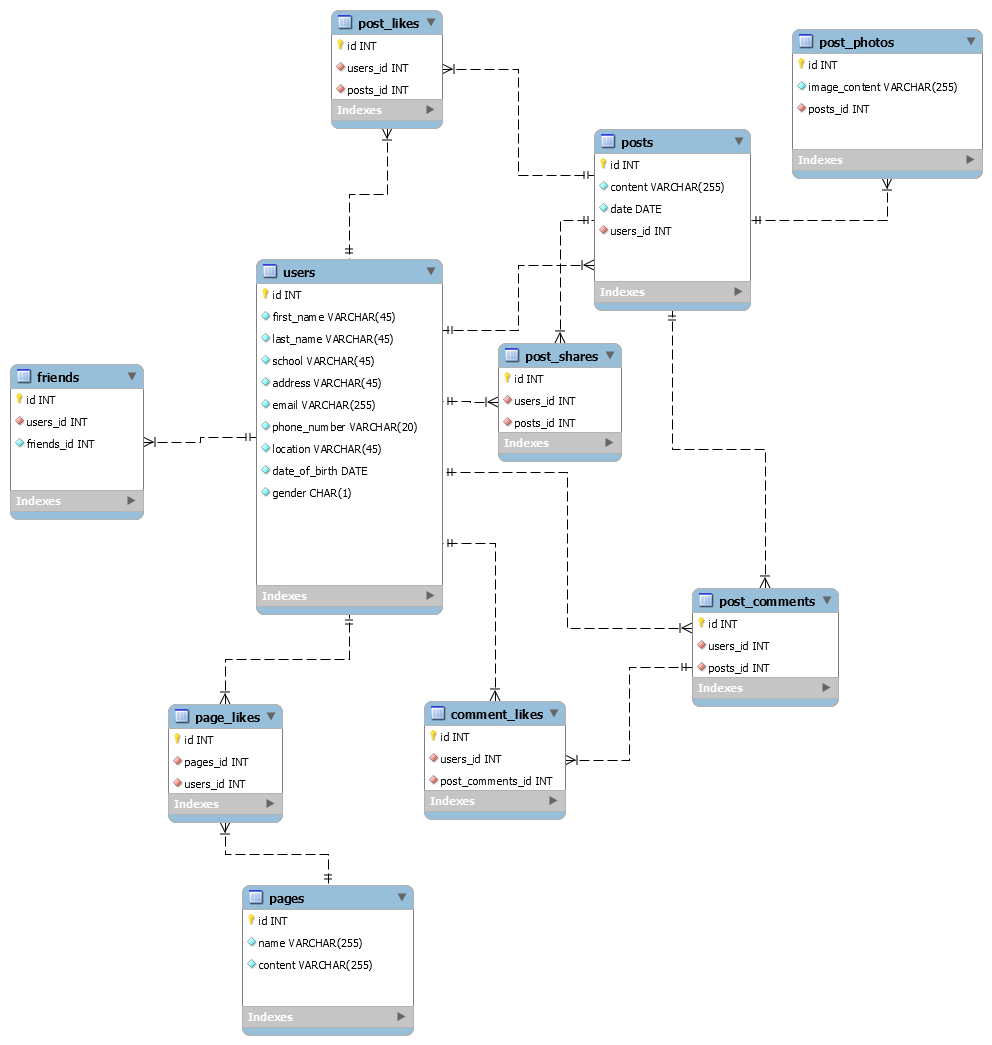 post_likes
id INT
users_id INT
posts_id INT
Indexes
post_photos
id INT
image_content VARCHAR(255)
posts_id INT
Indexes
posts
id INT
content VARCHAR(255)
date DATE
users_id INT
Indexes
users
id INT
first_name VARCHAR(45)
last_name VARCHAR(45)
school VARCHAR(45)
address VARCHAR(45)
email VARCHAR(255)
phone_number VARCHAR(20)
location VARCHAR(45)
date_of_birth DATE
gender CHAR(1)
Indexes
post_shares
id INT
users_id INT
posts_id INT
Indexes
friends
id INT
users_id INT
friends_id INT
Indexes
post_comments
id INT
users_id INT
posts_id INT
Indexes
page_likes
id INT
pages_id INT
users_id INT
Indexes
comment_likes
id INT
users_id INT
post_comments_id INT
Indexes
pages
id INT
name VARCHAR(255)
content VARCHAR(255)
Indexes